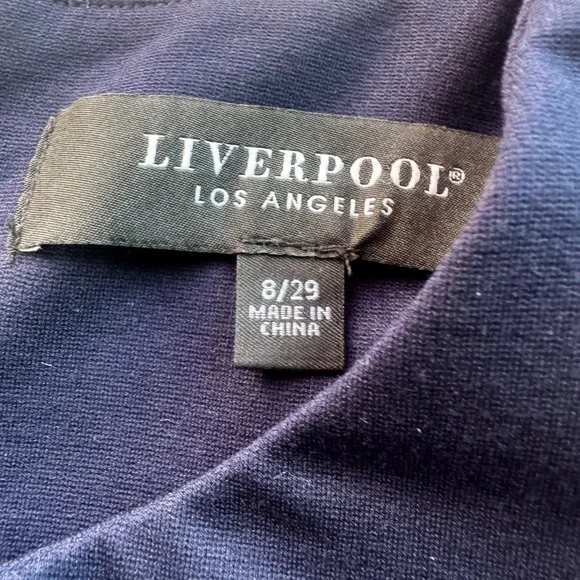 LIVERPOOL®
LOS ANGELES
8/29
MADE IN
CHINA